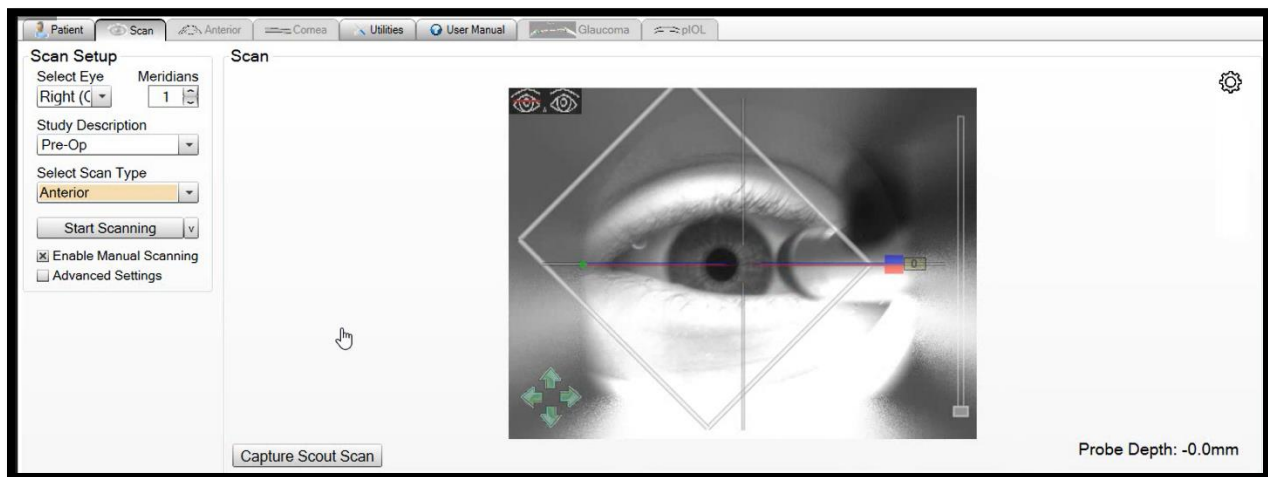 Patient Scan Anterior Cornea Utilities User Manual Glaucoma pIOL
Scan Setup
Select Eye Meridians
Right (C 1
Study Description
Pre-Op
Select Scan Type
Anterior
Start Scanning v
Enable Manual Scanning
Advanced Settings
Scan
0
Capture Scout Scan
Probe Depth: -0.0mm